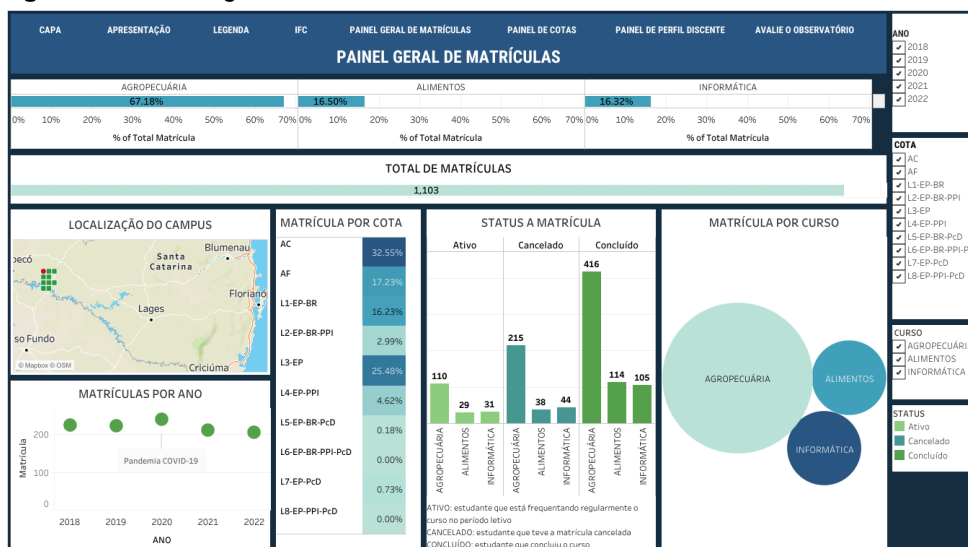 CAPA APRESENTAÇÃO LEGENDA IFC PAINEL GERAL DE MATRÍCULAS PAINEL DE COTAS PAINEL DE PERFIL DISCENTE AVALIE O OBSERVATÓRIO
PAINEL GERAL DE MATRÍCULAS
AGROPECUÁRIA ALIMENTOS INFORMÁTICA
67.18% 16.50% 16.32%
0% 10% 20% 30% 40% 50% 60% 70% 0% 10% 20% 30% 40% 50% 60% 70% 0% 10% 20% 30% 40% 50% 60% 70%
% of Total Matrícula % of Total Matrícula % of Total Matrícula
TOTAL DE MATRÍCULAS
1,103
LOCALIZAÇÃO DO CAMPUS
Blumenau
Santa
Catarina
Lages
so Fundo
Criciúma
© Mapbox © OSM
MATRÍCULAS POR ANO
Matrícula
200
100
0
Pandemia COVID-19
2018 2019 2020 2021 2022
ANO
MATRÍCULA POR COTA
AC 32.55%
AF 17.23%
L1-EP-BR 16.23%
L2-EP-BR-PPI 2.99%
L3-EP 25.48%
L4-EP-PPI 4.62%
L5-EP-BR-PcD 0.18%
L6-EP-BR-PPI-PcD 0.00%
L7-EP-PcD 0.73%
L8-EP-PPI-PcD 0.00%
STATUS A MATRÍCULA
Ativo Cancelado Concluído
110 29 31 215 38 44 416 114 105
AGROPECUÁRIA ALIMENTOS INFORMÁTICA AGROPECUÁRIA ALIMENTOS INFORMÁTICA AGROPECUÁRIA ALIMENTOS INFORMÁTICA
ATIVO: estudante que está frequentando regularmente o
curso no período letivo
CANCELADO: estudante que teve a matrícula cancelada
CONCLUÍDO: estudante que concluiu o curso
MATRÍCULA POR CURSO
AGROPECUÁRIA
ALIMENTOS
INFORMÁTICA
ANO
2018
2019
2020
2021
2022
COTA
AC
AF
L1-EP-BR
L2-EP-BR-PPI
L3-EP
L4-EP-PPI
L5-EP-BR-PcD
L6-EP-BR-PPI-P
L7-EP-PcD
L8-EP-PPI-PcD
CURSO
AGROPECUÁRI
ALIMENTOS
INFORMÁTICA
STATUS
Ativo
Cancelado
Concluído